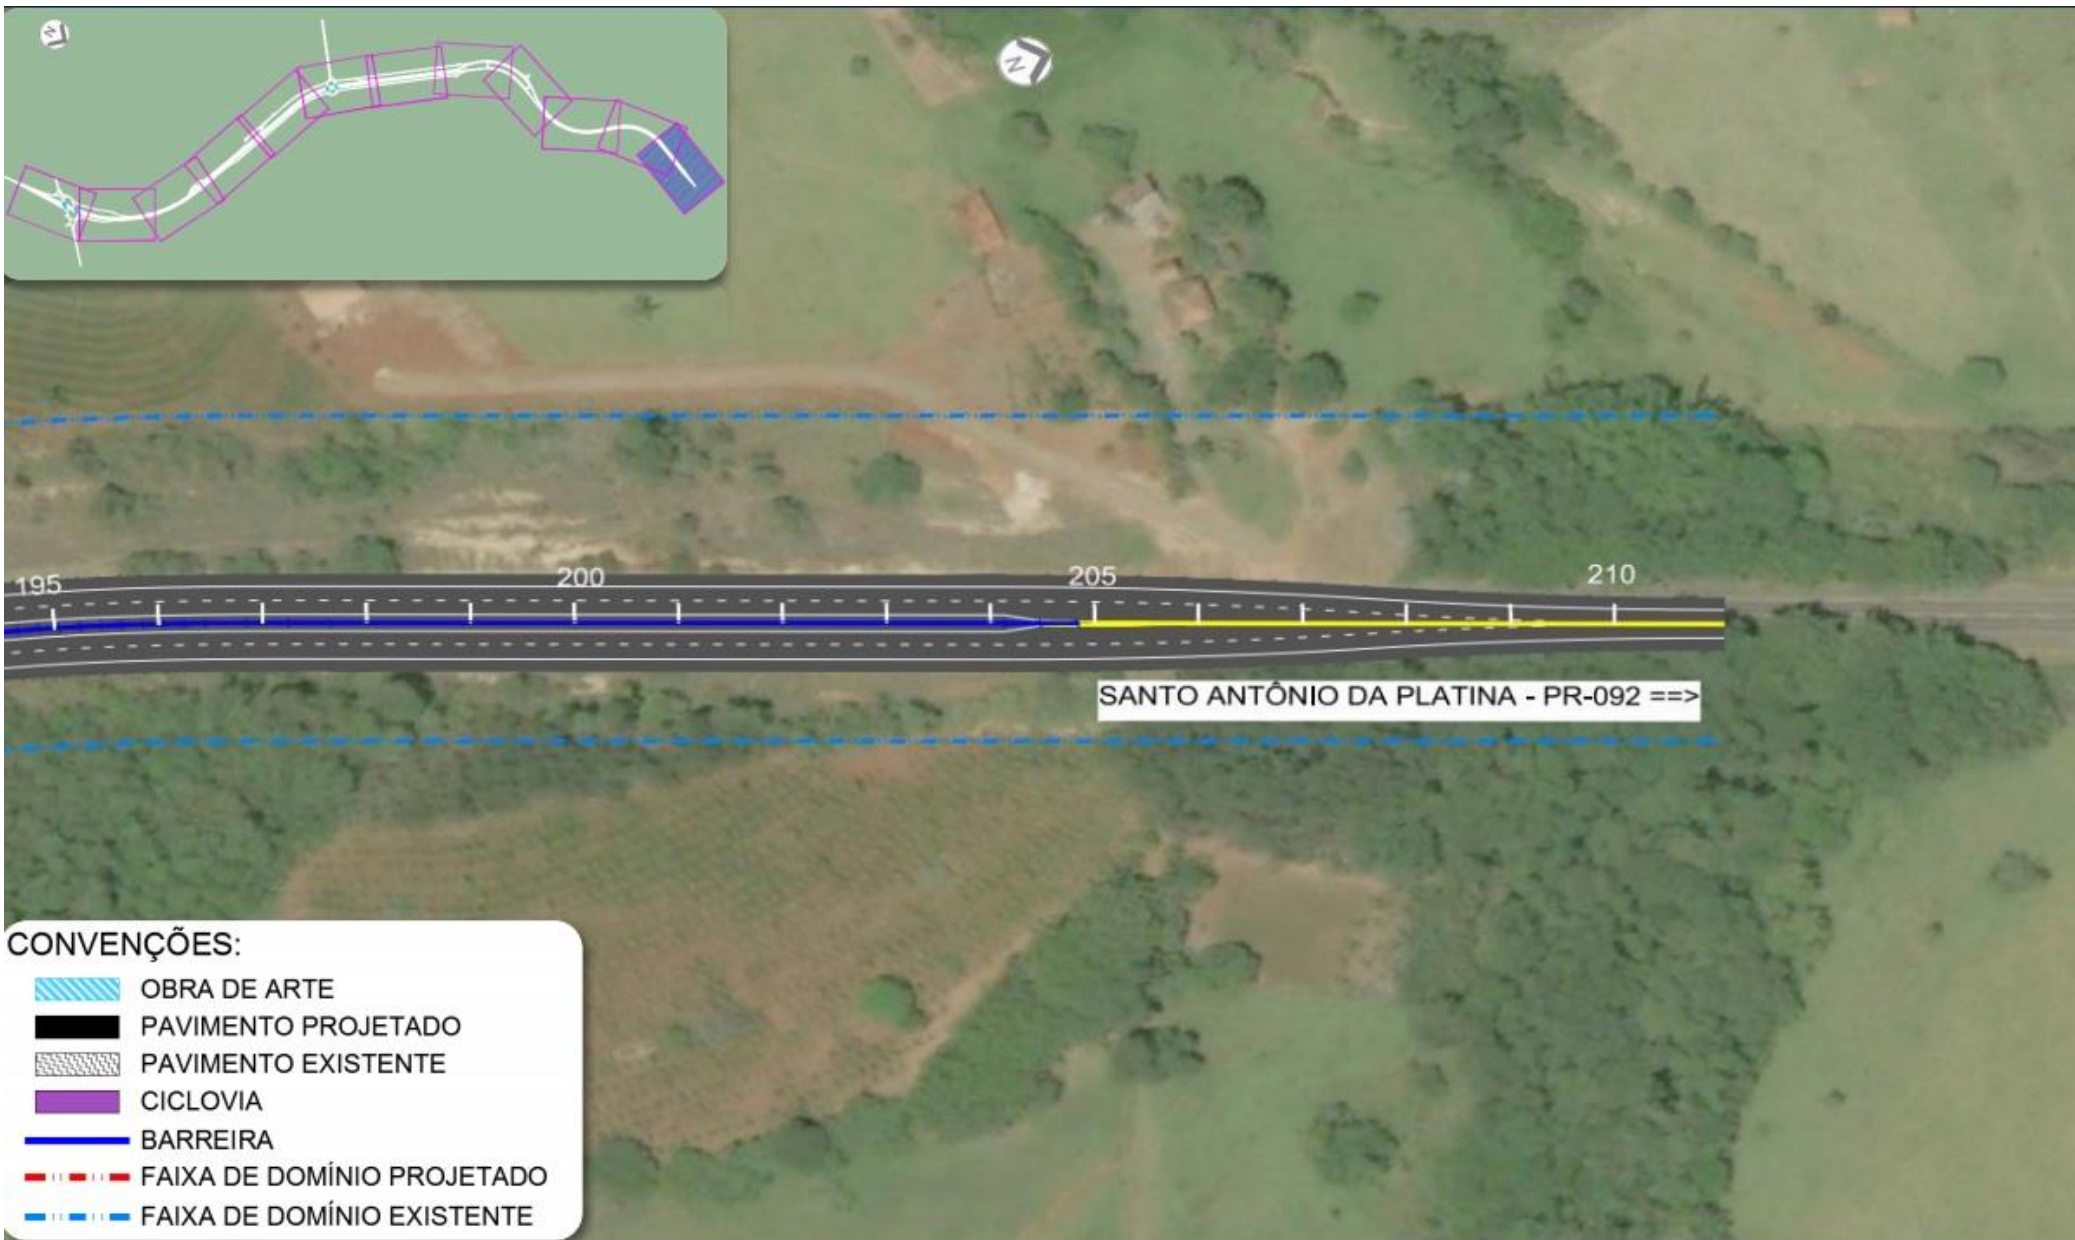 N
N
195
200
205
210
SANTO ANTÔNIO DA PLATINA - PR-092 ==>
CONVENÇÕES:
OBRA DE ARTE
PAVIMENTO PROJETADO
PAVIMENTO EXISTENTE
CICLOVIA
BARREIRA
FAIXA DE DOMÍNIO PROJETADO
FAIXA DE DOMÍNIO EXISTENTE